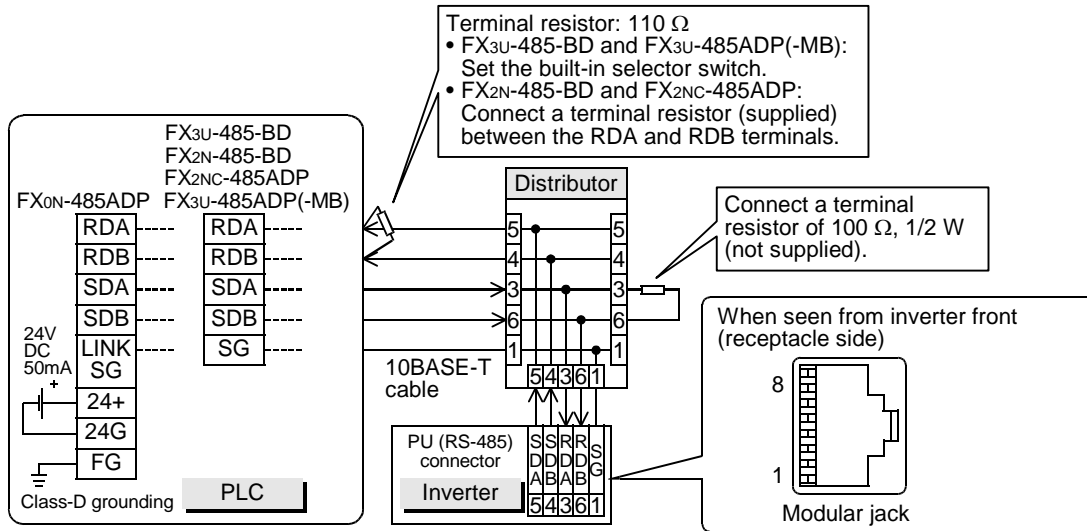 Terminal resistor: 110 Ω
• FX3U-485-BD and FX3U-485ADP(-MB):
Set the built-in selector switch.
• FX2N-485-BD and FX2NC-485ADP:
Connect a terminal resistor (supplied)
between the RDA and RDB terminals.
FX3U-485-BD
FX2N-485-BD
FX2NC-485ADP
FX0N-485ADP FX3U-485ADP(-MB)
RDA RDA
RDB RDB
SDA SDA
SDB SDB
LINK SG
SG
24+
24G
FG
24V
DC
50mA
+
Class-D grounding
PLC
10BASE-T
cable
Distributor
5 5
4 4
3 3
6 6
1 1
5 4 3 6 1
Connect a terminal
resistor of 100 Ω, 1/2 W
(not supplied).
PU (RS-485)
connector
Inverter
SDA SDB RDA RDB SG
5 4 3 6 1
When seen from inverter front
(receptacle side)
8
1
Modular jack